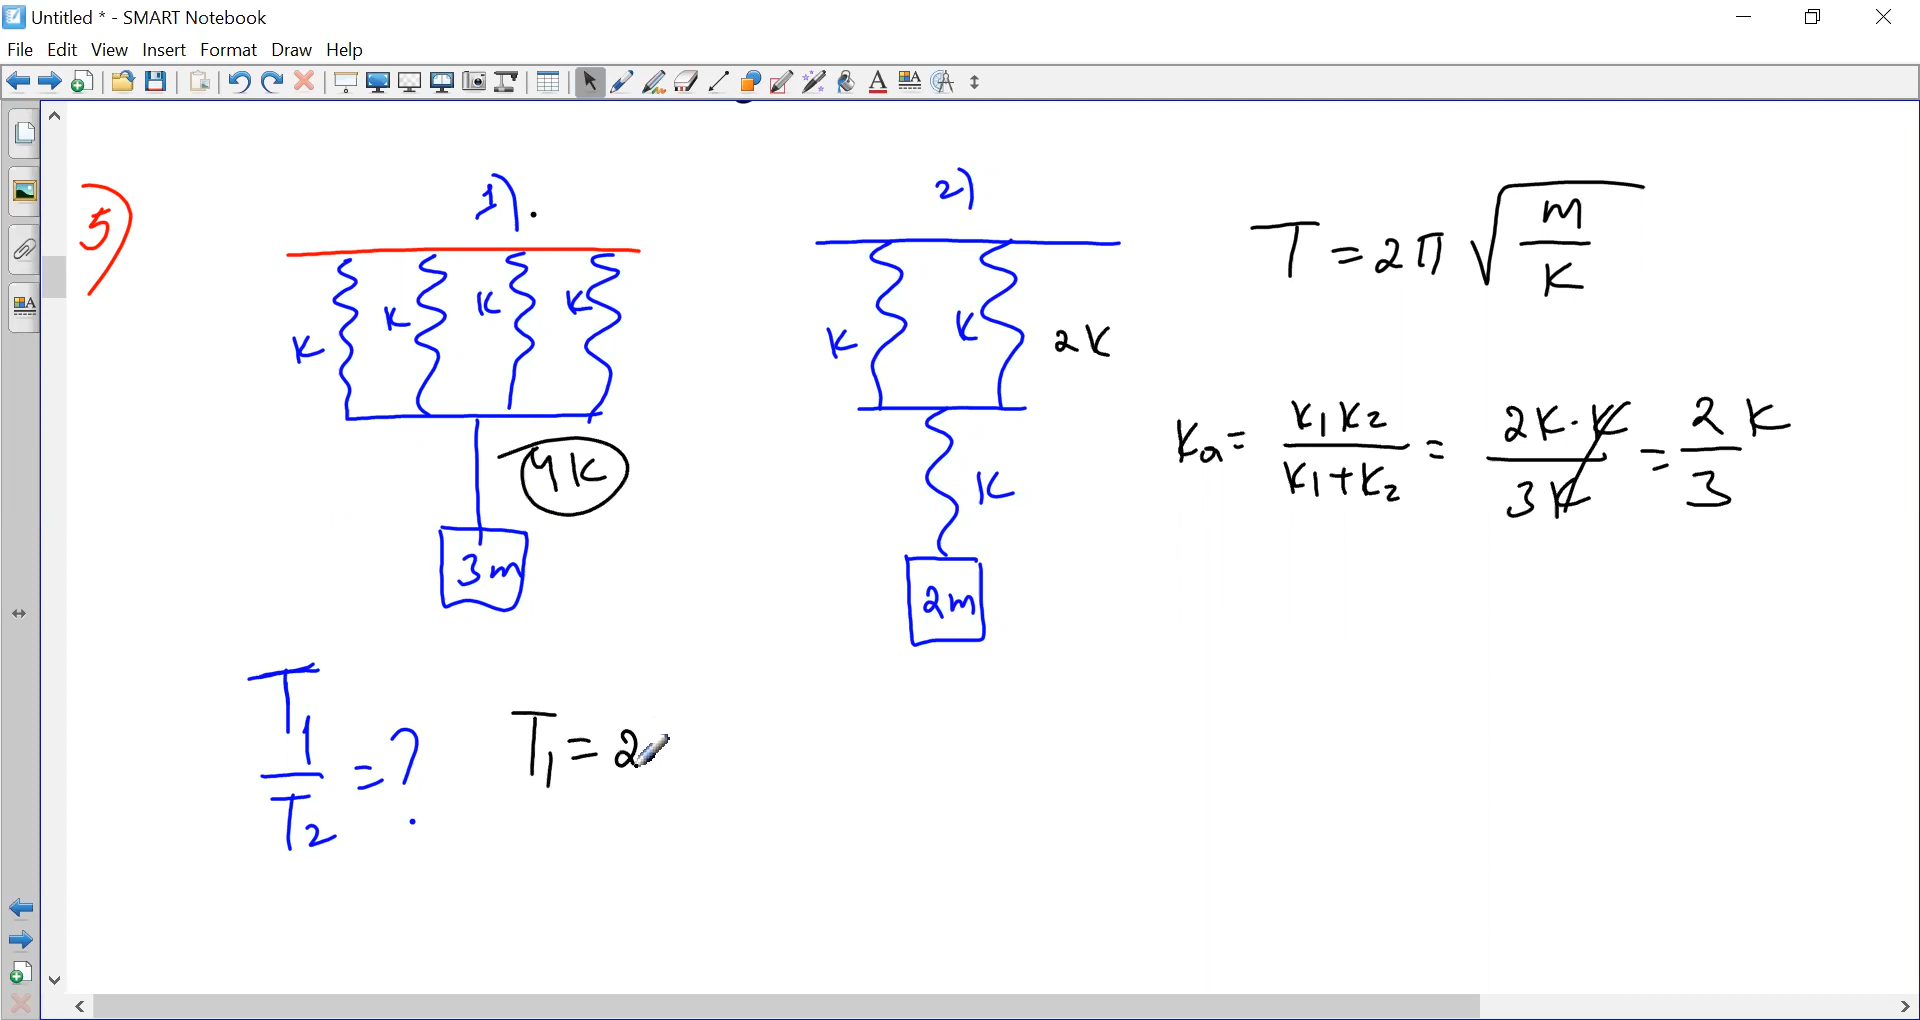 Untitled * - SMART Notebook
File Edit View Insert Format Draw Help
5)
1).
K K K K
4K
3m
2)
K K 2K
K
2m
T = 2π √(m/K)
Ka = K1K2/(K1+K2) = 2K·K/3K = 2/3 K
T1/T2 = ?
T1 = 2